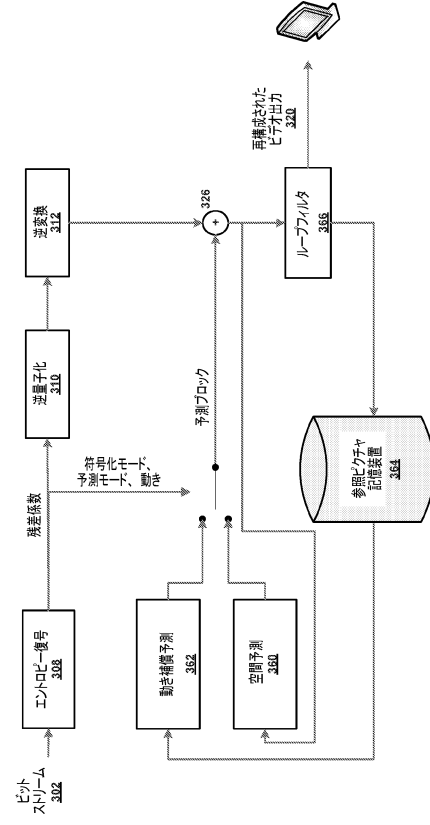 ビット
ストリーム
302
エントロピー復号
308
残差係数
逆量子化
310
逆変換
312
符号化モード、
予測モード、動き
動き補償予測
362
空間予測
360
予測ブロック
+
326
ループフィルタ
366
再構成された
ビデオ出力
320
参照ピクチャ
記憶装置
364